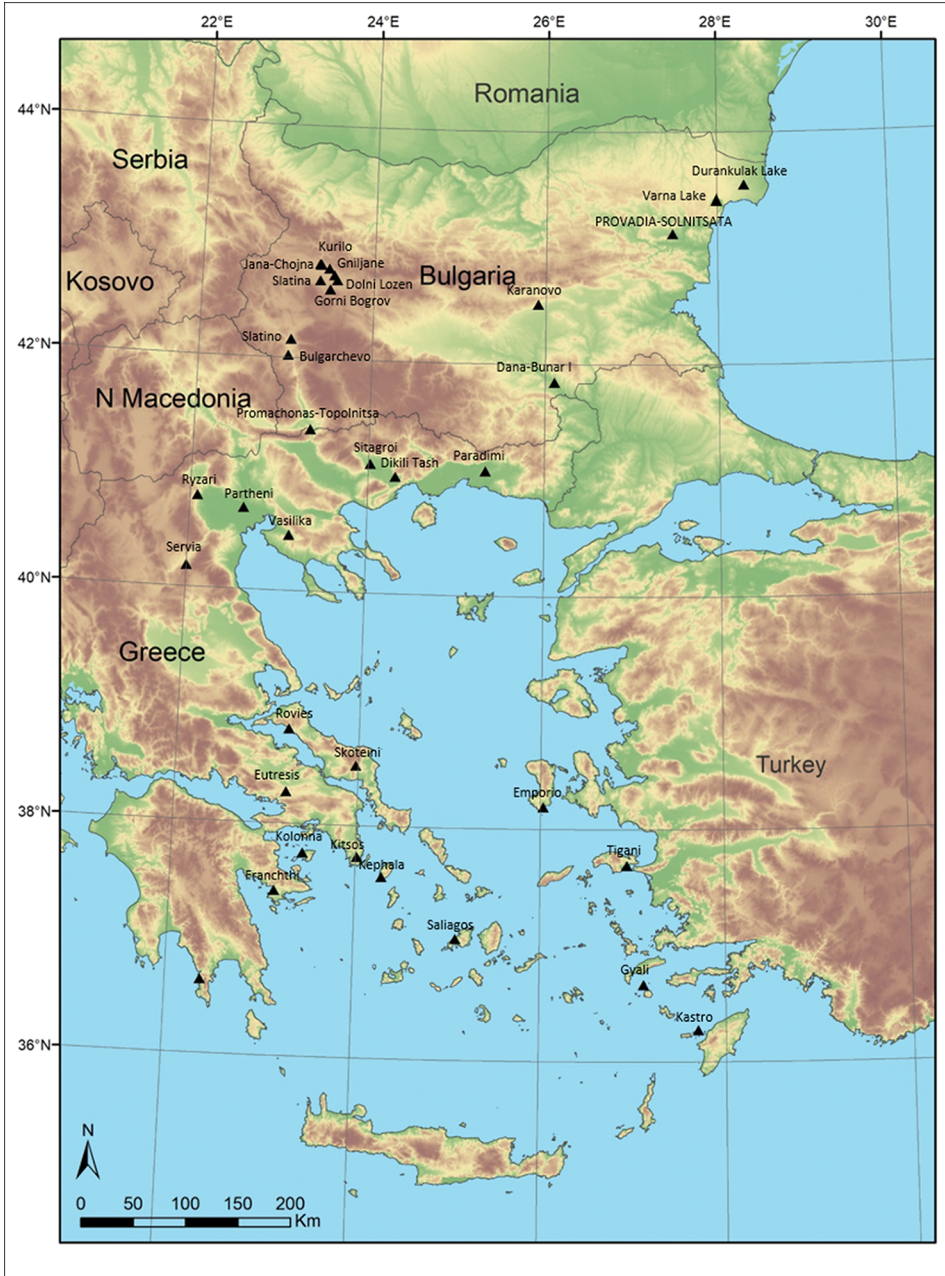 22°E 24°E 26°E 28°E 30°E
44°N
Romania
Serbia
Durankulak Lake
Varna Lake
PROVADIA-SOLNITSATA
Kurilo
Jana-Chojna Gniljane
Kosovo
Slatina Dolni Lozen
Bulgaria
Karanovo
Gorni Bogrov
42°N
Slatino
Bulgarchevo
Dana-Bunar I
N Macedonia
Promachonas-Topolnitsa
Sitagroi
Dikili Tash
Paradimi
Ryzari
Partheni
Vasilika
Servia
40°N
Greece
Rovies
Skoteini
Turkey
Eutresis
Emporio
38°N
Kolonna
Kitsos
Tigani
Kephala
Franchthi
Saliagos
Gyali
Kastro
36°N
N
0 50 100 150 200
Km